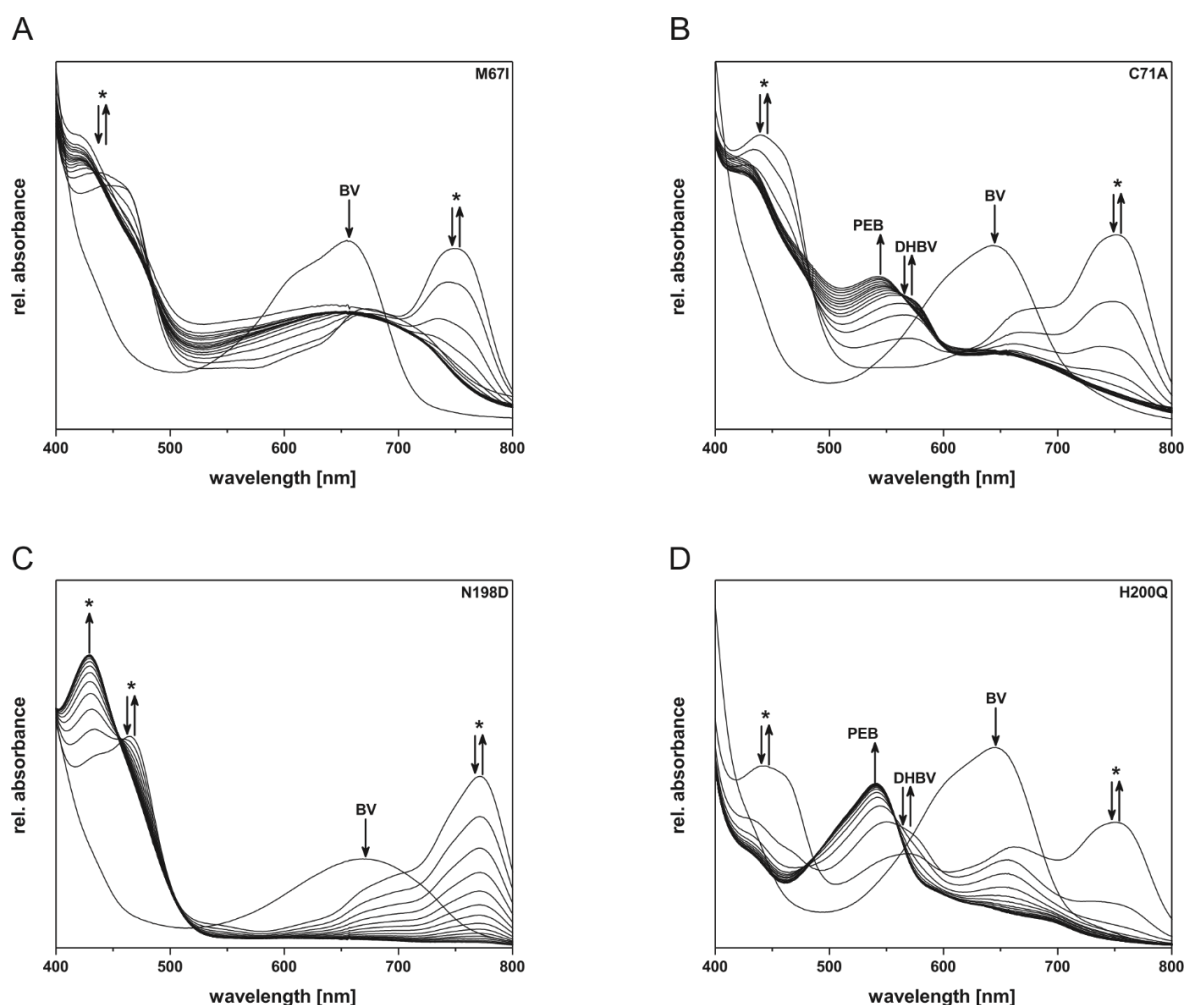 A
M67I
*
BV
*
rel. absorbance
400 500 600 700 800
wavelength [nm]
B
C71A
*
BV
*
PEB
DHBV
rel. absorbance
400 500 600 700 800
wavelength [nm]
C
N198D
*
*
*
BV
rel. absorbance
400 500 600 700 800
wavelength [nm]
D
H200Q
*
BV
PEB
*
DHBV
rel. absorbance
400 500 600 700 800
wavelength [nm]